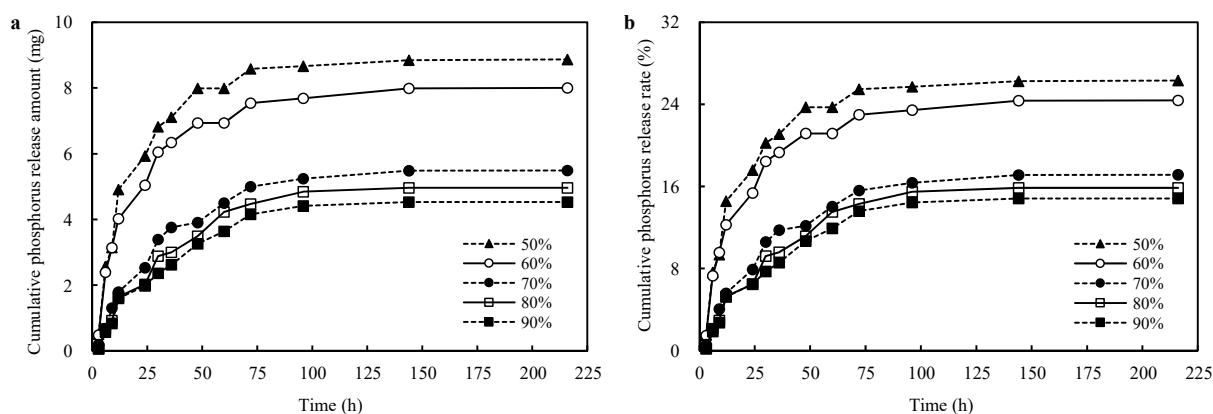 a
Cumulative phosphorus release amount (mg)
10
8
6
4
2
0
0 25 50 75 100 125 150 175 200 225
Time (h)
50%
60%
70%
80%
90%
b
Cumulative phosphorus release rate (%)
32
24
16
8
0
0 25 50 75 100 125 150 175 200 225
Time (h)
50%
60%
70%
80%
90%